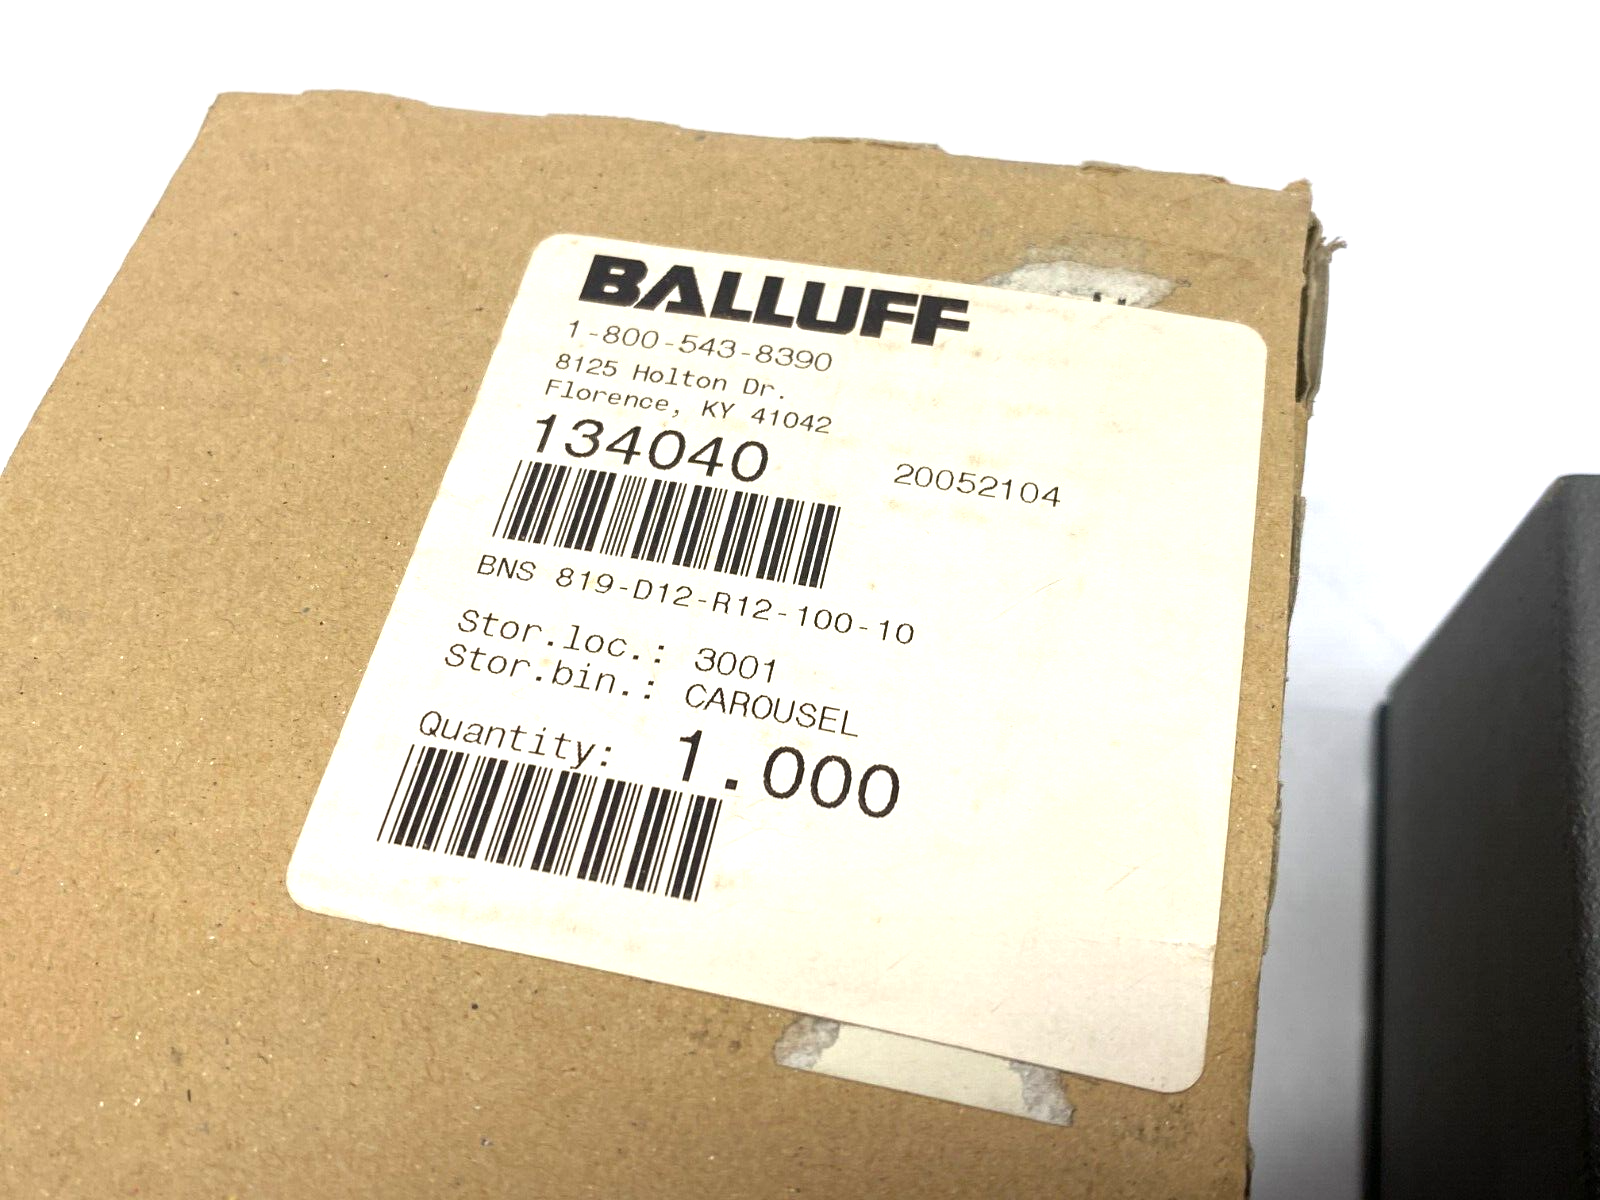 BALLUFF
1-800-543-8390
8125 Holton Dr.
Florence, KY 41042
134040 20052104
BNS 819-D12-R12-100-10
Stor.loc.: 3001
Stor.bin.: CAROUSEL
Quantity: 1.000